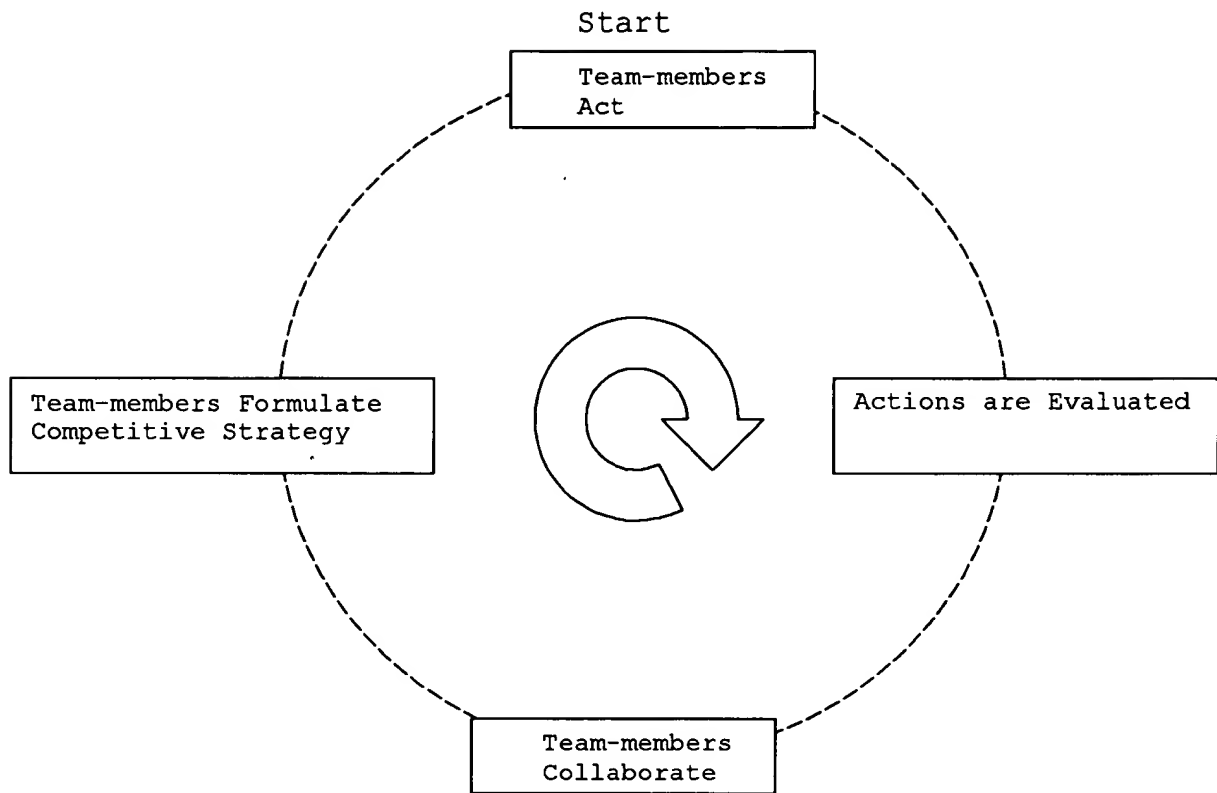 Start
Team-members
Act
Team-members Formulate
Competitive Strategy
Actions are Evaluated
Team-members
Collaborate